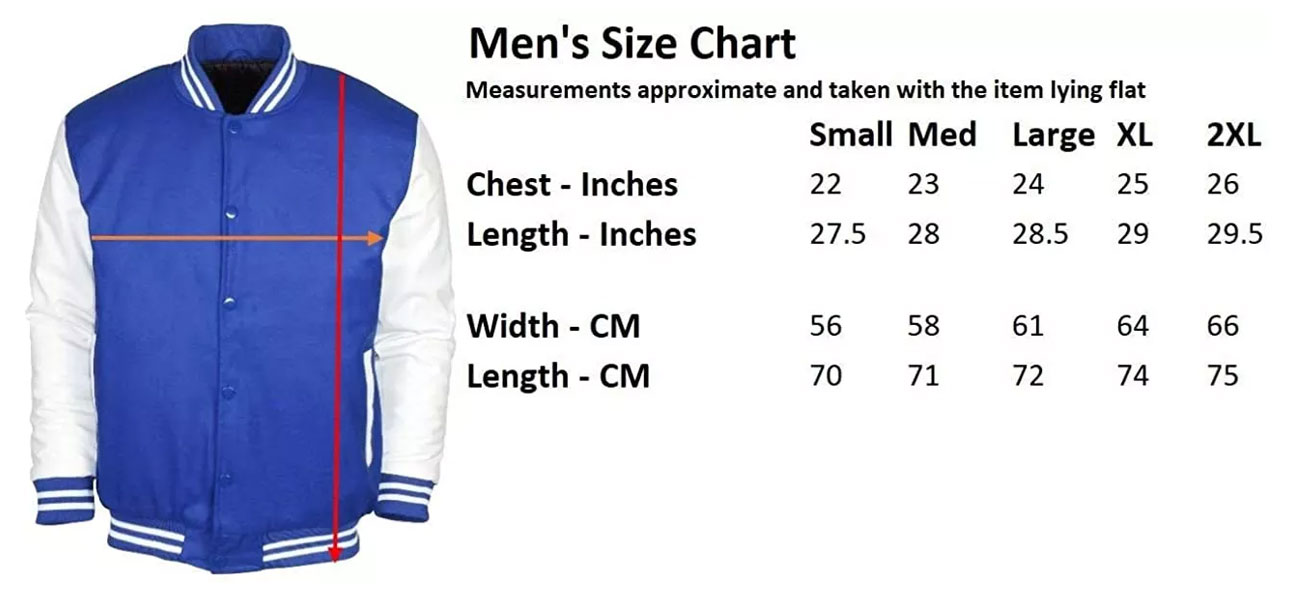 Men's Size Chart
Measurements approximate and taken with the item lying flat
Small Med Large XL 2XL
Chest - Inches 22 23 24 25 26
Length - Inches 27.5 28 28.5 29 29.5
Width - CM 56 58 61 64 66
Length - CM 70 71 72 74 75